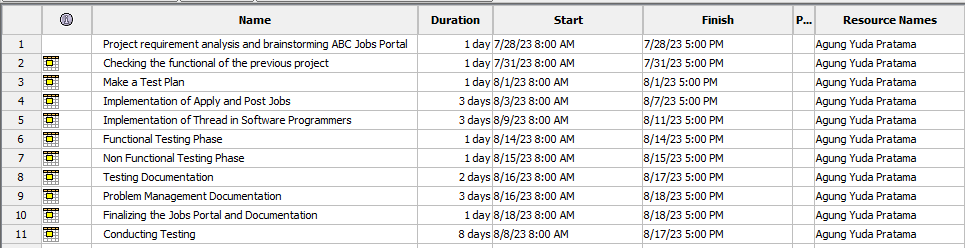 Name Duration Start Finish P... Resource Names
1 Project requirement analysis and brainstorming ABC Jobs Portal 1 day 7/28/23 8:00 AM 7/28/23 5:00 PM Agung Yuda Pratama
2 Checking the functional of the previous project 1 day 7/31/23 8:00 AM 7/31/23 5:00 PM Agung Yuda Pratama
3 Make a Test Plan 1 day 8/1/23 8:00 AM 8/1/23 5:00 PM Agung Yuda Pratama
4 Implementation of Apply and Post Jobs 3 days 8/3/23 8:00 AM 8/7/23 5:00 PM Agung Yuda Pratama
5 Implementation of Thread in Software Programmers 3 days 8/9/23 8:00 AM 8/11/23 5:00 PM Agung Yuda Pratama
6 Functional Testing Phase 1 day 8/14/23 8:00 AM 8/14/23 5:00 PM Agung Yuda Pratama
7 Non Functional Testing Phase 1 day 8/15/23 8:00 AM 8/15/23 5:00 PM Agung Yuda Pratama
8 Testing Documentation 2 days 8/16/23 8:00 AM 8/17/23 5:00 PM Agung Yuda Pratama
9 Problem Management Documentation 3 days 8/16/23 8:00 AM 8/18/23 5:00 PM Agung Yuda Pratama
10 Finalizing the Jobs Portal and Documentation 1 day 8/18/23 8:00 AM 8/18/23 5:00 PM Agung Yuda Pratama
11 Conducting Testing 8 days 8/8/23 8:00 AM 8/17/23 5:00 PM Agung Yuda Pratama